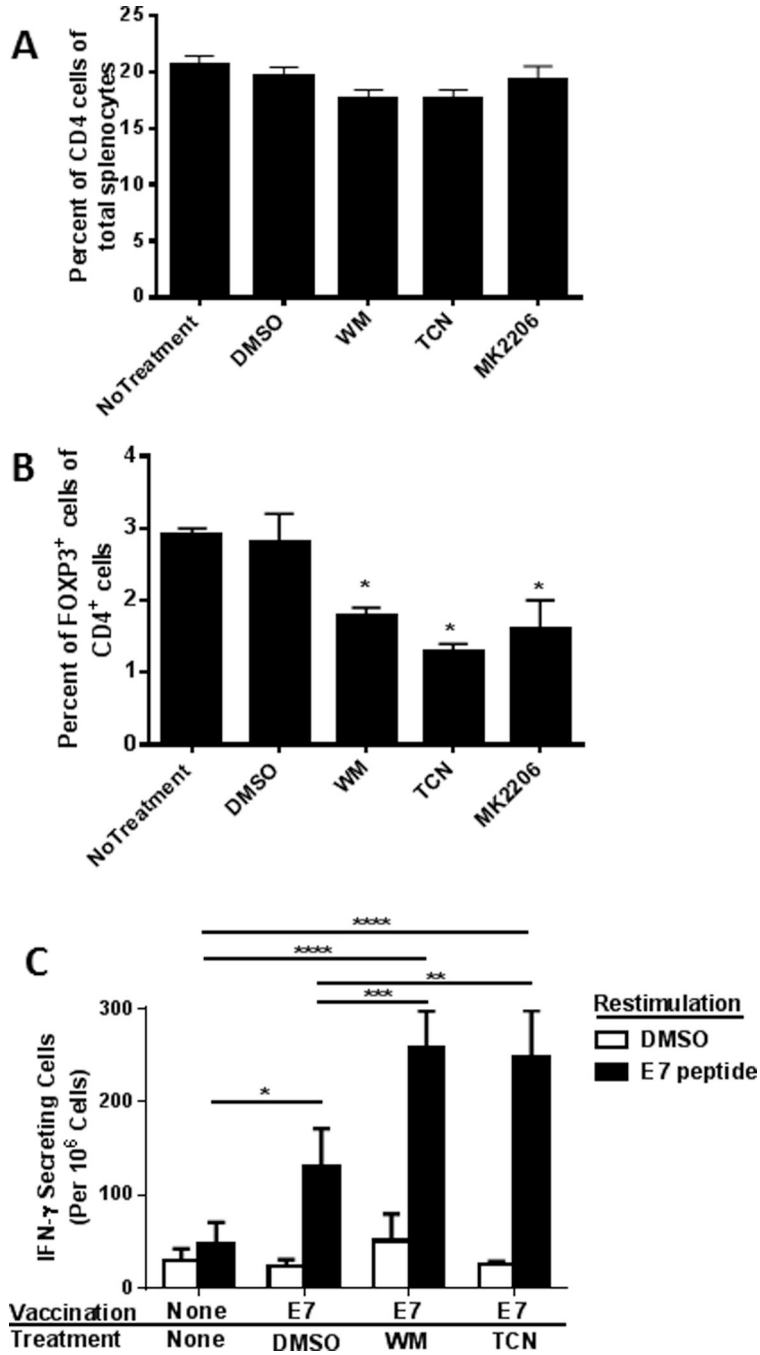 A
Percent of CD4 cells of
total splenocytes
25
20
15
10
5
0
NoTreatment
DMSO
WM
TCN
MK2206
B
Percent of FOXP3+ cells of
CD4+ cells
4
3
2
1
0
*
*
*
NoTreatment
DMSO
WM
TCN
MK2206
C
****
****
**
***
*
IFN-γ Secreting Cells
(Per 10⁶ Cells)
300
200
100
0
Restimulation
DMSO
E7 peptide
Vaccination None E7 E7 E7
Treatment None DMSO WM TCN